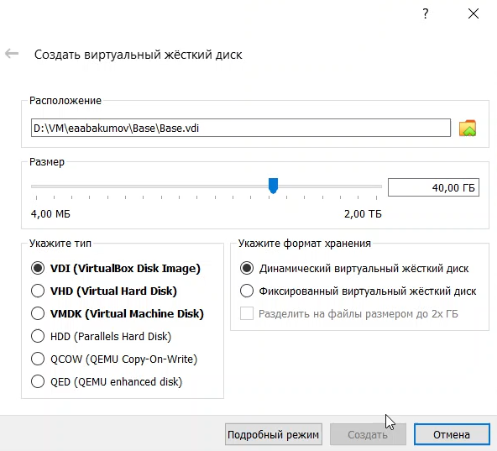 ?
Создать виртуальный жёсткий диск
Расположение
D:\VM\eaabakumov\Base\Base.vdi
Размер
40,00 ГБ
4,00 МБ 2,00 ТБ
Укажите тип
VDI (VirtualBox Disk Image)
VHD (Virtual Hard Disk)
VMDK (Virtual Machine Disk)
HDD (Parallels Hard Disk)
QCOW (QEMU Copy-On-Write)
QED (QEMU enhanced disk)
Укажите формат хранения
Динамический виртуальный жёсткий диск
Фиксированный виртуальный жёсткий диск
Разделить на файлы размером до 2х ГБ
Подробный режим Создать Отмена